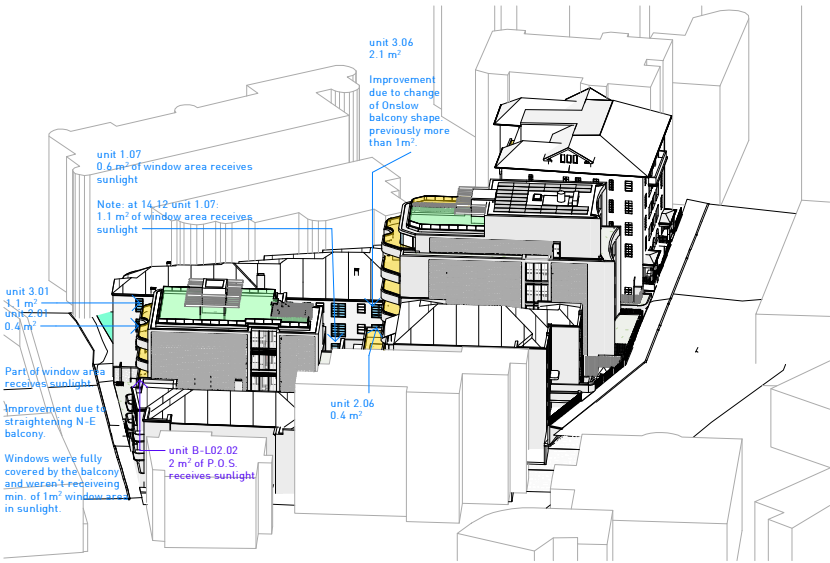 unit 3.06
2.1 m²
Improvement
due to change
of Onslow
balcony shape:
previously more
than 1m².
unit 1.07
0.6 m² of window area receives
sunlight
Note: at 14.12 unit 1.07:
1.1 m² of window area receives
sunlight
unit 3.01
1.1 m²
unit 2.01
0.4 m²
Part of window area
receives sunlight.
Improvement due to
straightening N-E
balcony.
Windows were fully
covered by the balcony
and weren't receiveing
min. of 1m² window area
in sunlight.
unit 2.06
0.4 m²
unit B-L02.02
2 m² of P.O.S.
receives sunlight